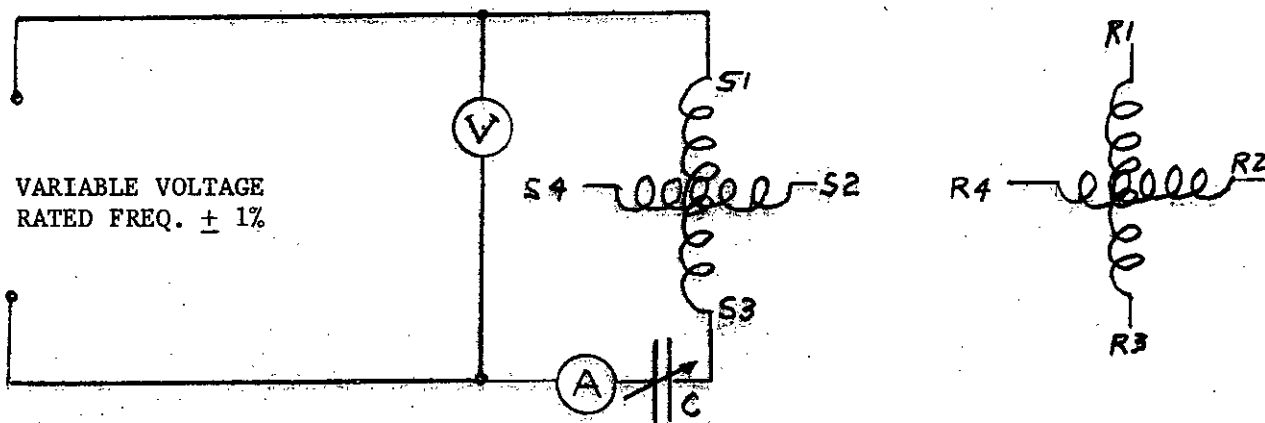 R1
S1
V
VARIABLE VOLTAGE
RATED FREQ. ± 1%
S4
S2
R4
R2
S3
R3
A
C